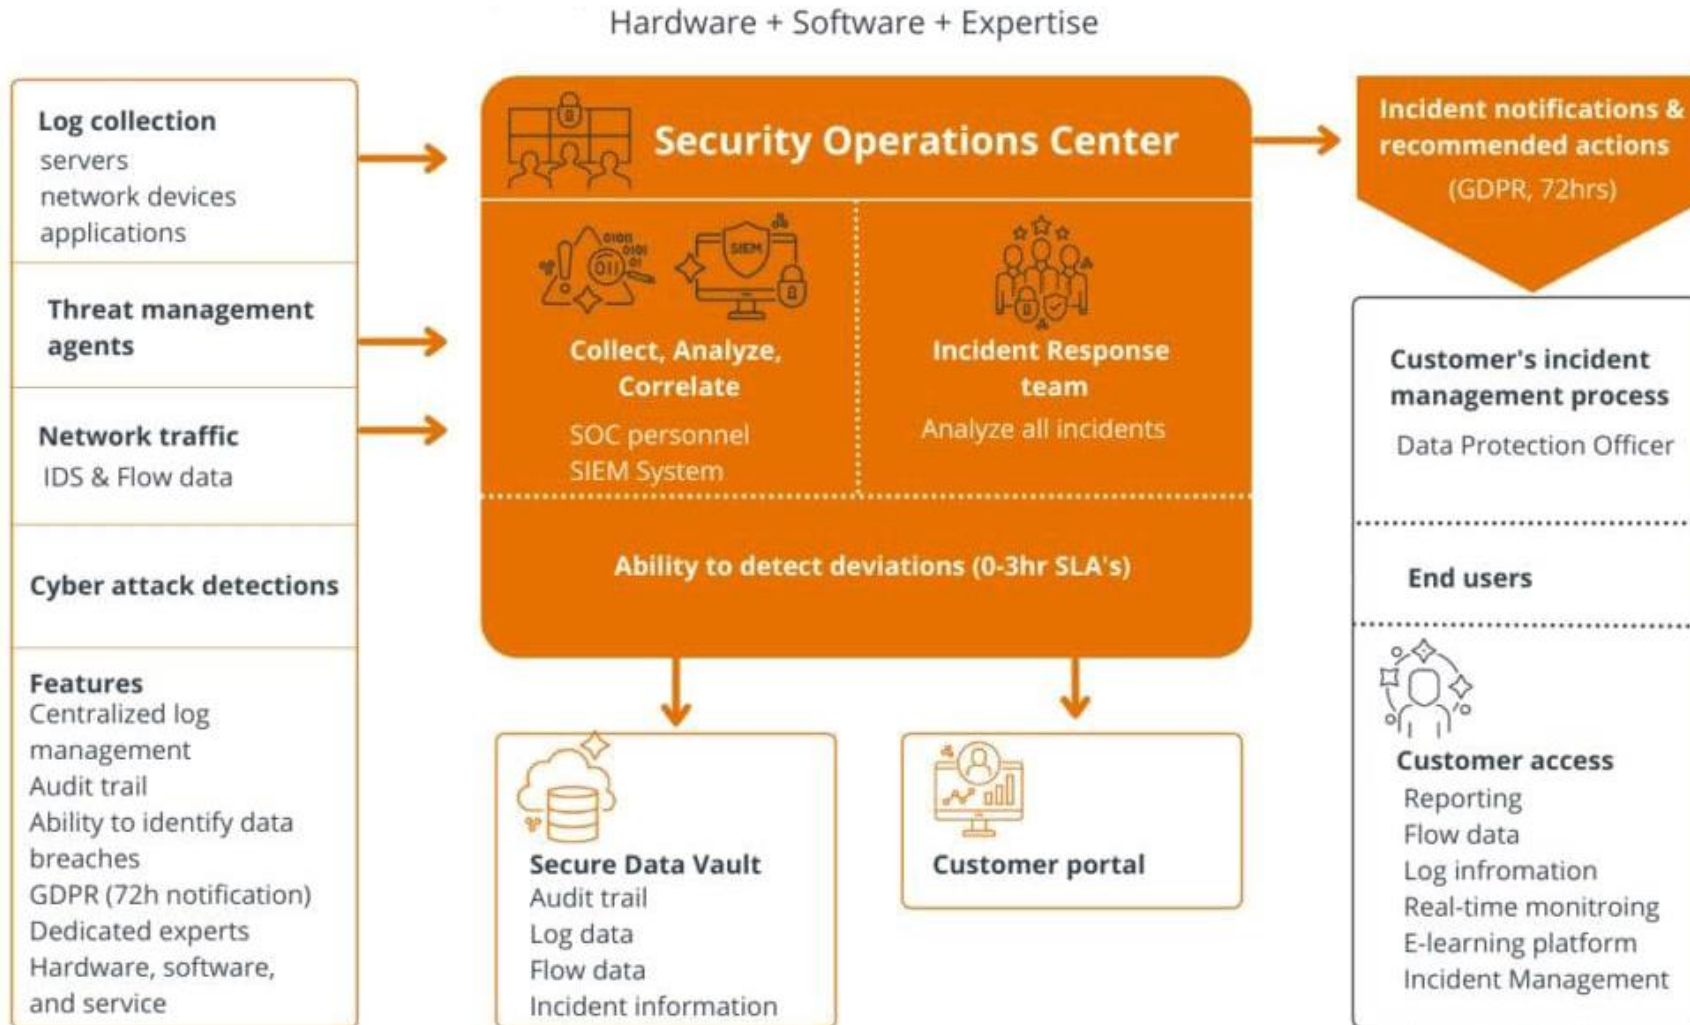 Hardware + Software + Expertise
Log collection
servers
network devices
applications
Threat management
agents
Network traffic
IDS & Flow data
Cyber attack detections
Features
Centralized log
management
Audit trail
Ability to identify data
breaches
GDPR (72h notification)
Dedicated experts
Hardware, software,
and service
Security Operations Center
01011
0101
01
011
SIEM
Collect, Analyze,
Correlate
SOC personnel
SIEM System
Incident Response
team
Analyze all incidents
Ability to detect deviations (0-3hr SLA's)
Secure Data Vault
Audit trail
Log data
Flow data
Incident information
Customer portal
Incident notifications &
recommended actions
(GDPR, 72hrs)
Customer's incident
management process
Data Protection Officer
End users
Customer access
Reporting
Flow data
Log infromation
Real-time monitroing
E-learning platform
Incident Management